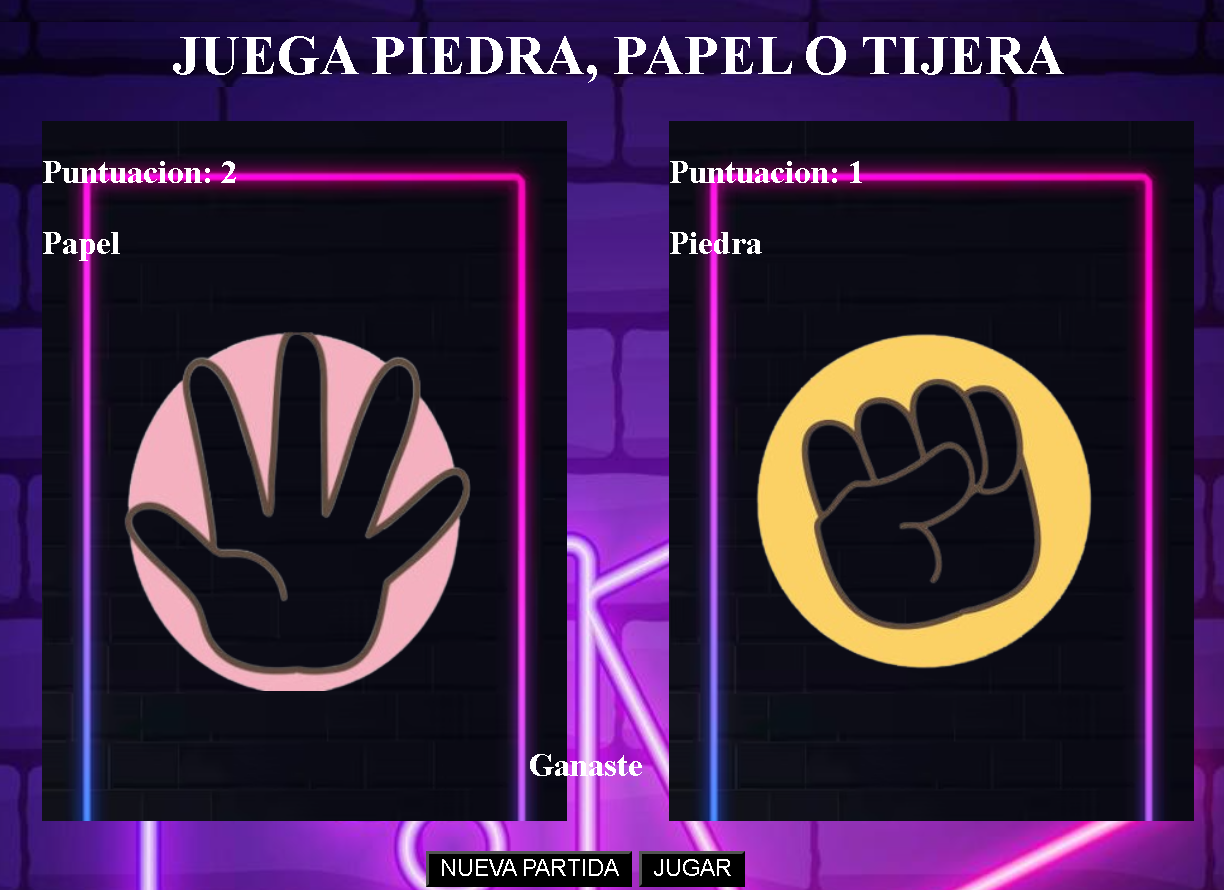 JUEGA PIEDRA, PAPEL O TIJERA
Puntuacion: 2
Papel
Puntuacion: 1
Piedra
Ganaste
NUEVA PARTIDA
JUGAR